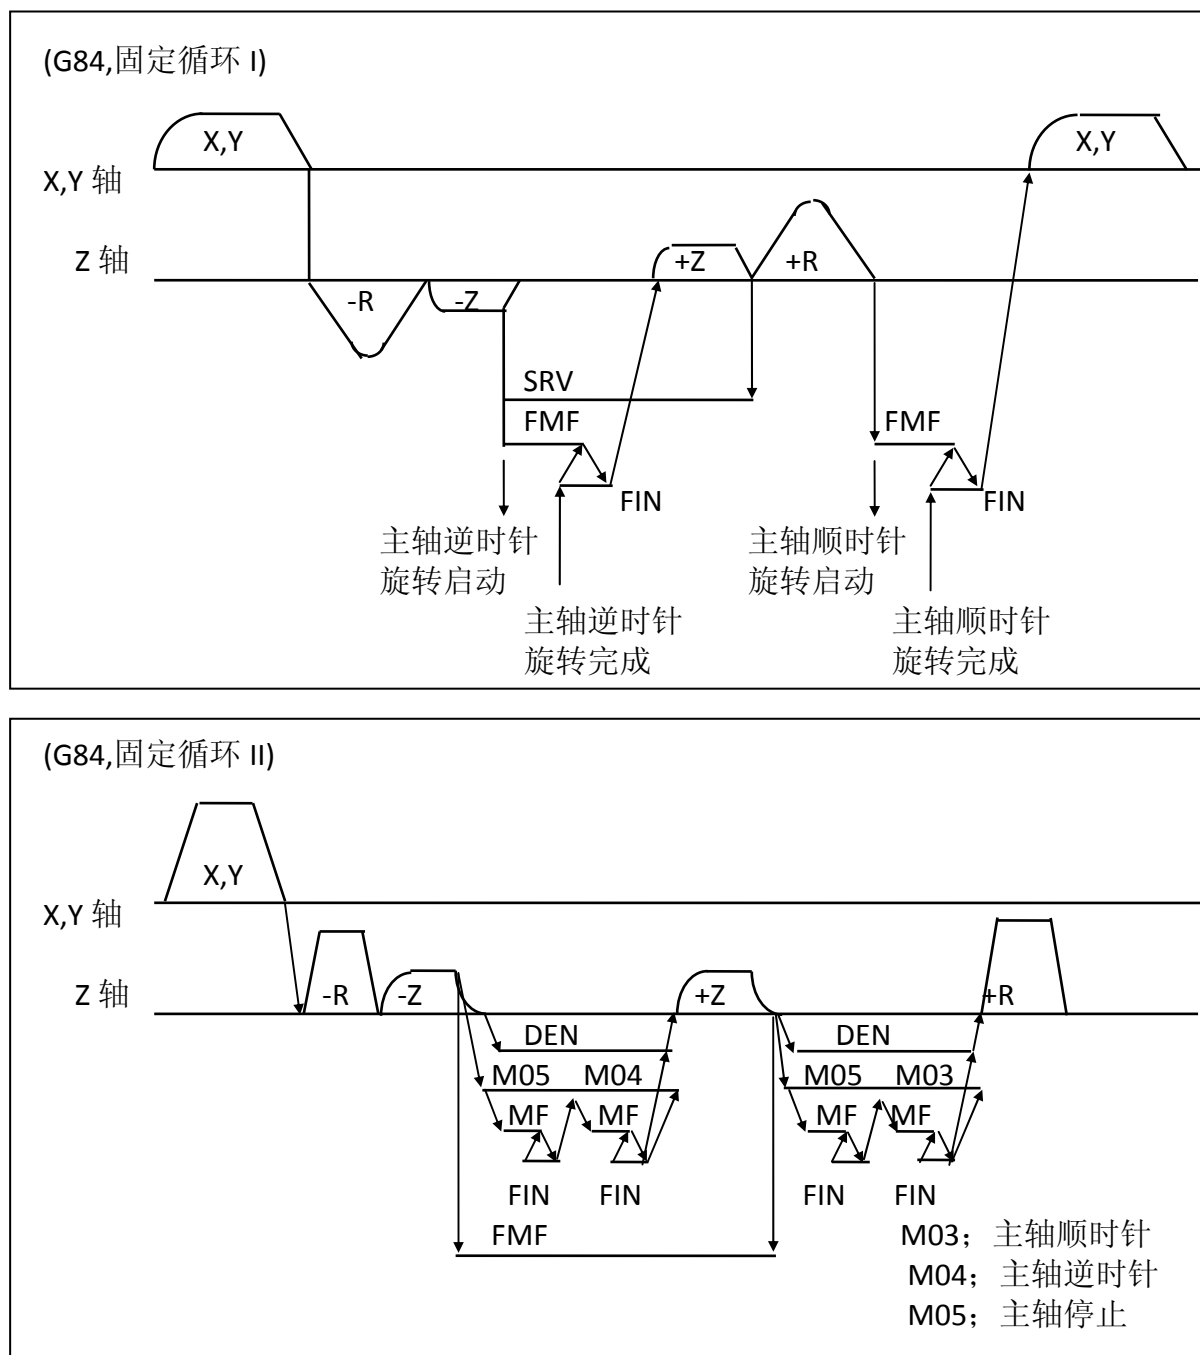 (G84,固定循环 I)
X,Y
X,Y
X,Y 轴
Z 轴
+Z
+R
-R
-Z
SRV
FMF
FMF
FIN
FIN
主轴逆时针
旋转启动
主轴顺时针
旋转启动
主轴逆时针
旋转完成
主轴顺时针
旋转完成
(G84,固定循环 II)
X,Y
X,Y 轴
Z 轴
-R
-Z
+Z
+R
DEN
DEN
M05 M04
M05 M03
MF MF
MF MF
FIN FIN
FIN FIN
FMF
M03; 主轴顺时针
M04; 主轴逆时针
M05; 主轴停止